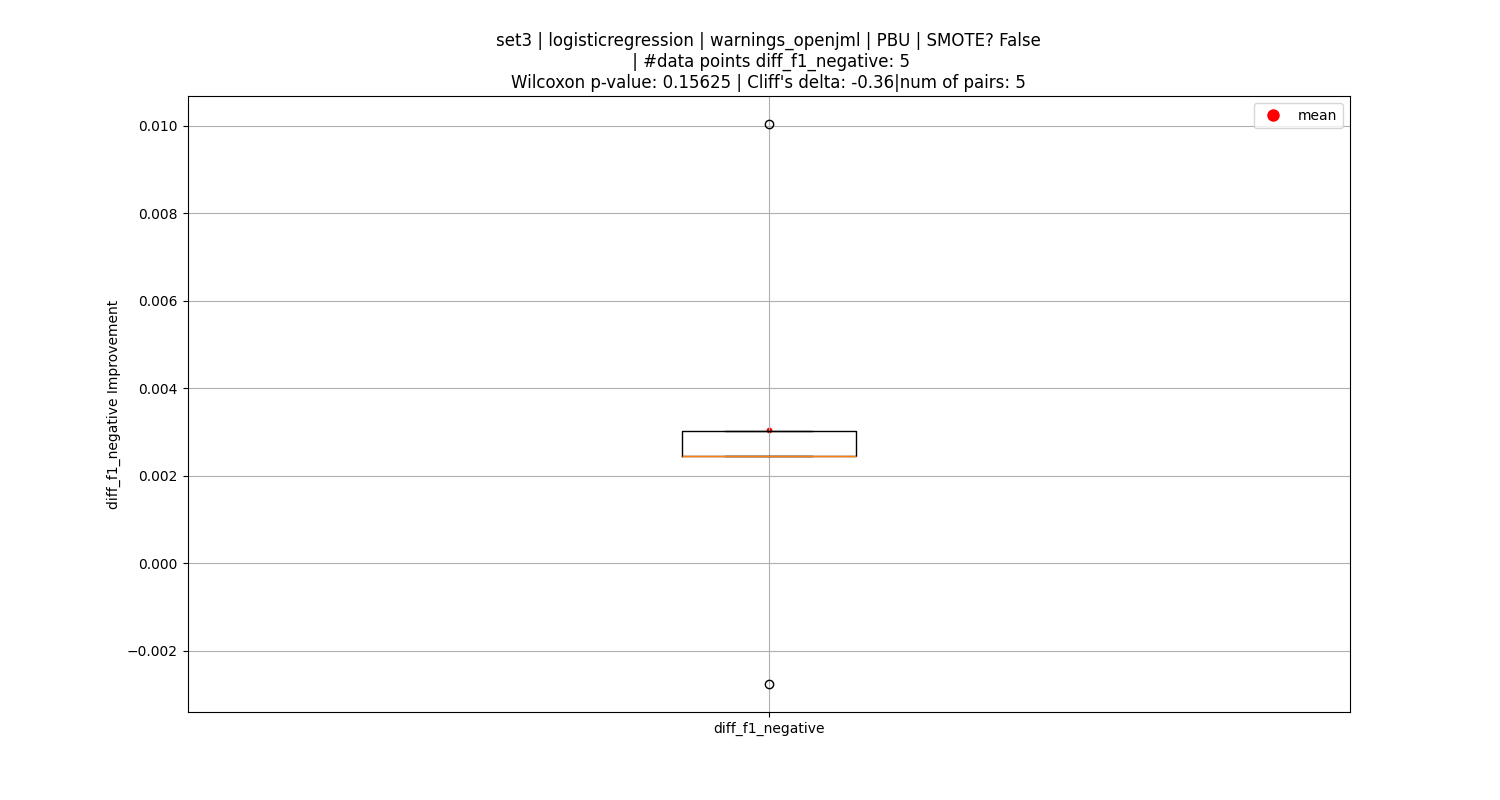 set3 | logisticregression | warnings_openjml | PBU | SMOTE? False
| #data points diff_f1_negative: 5
Wilcoxon p-value: 0.15625 | Cliff's delta: -0.36|num of pairs: 5
mean
0.010
0.008
0.006
0.004
0.002
0.000
−0.002
diff_f1_negative Improvement
diff_f1_negative